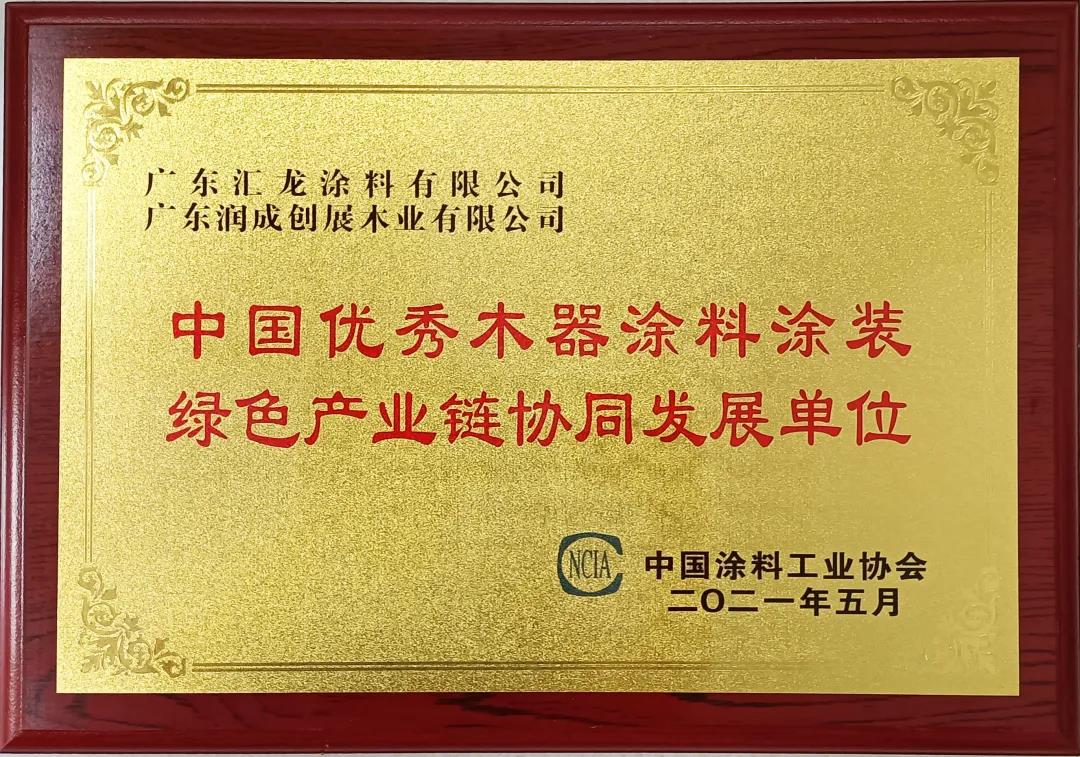 广东汇龙涂料有限公司
广东润成创展木业有限公司
中国优秀木器涂料涂装
绿色产业链协同发展单位
NCIA
中国涂料工业协会
二〇二一年五月